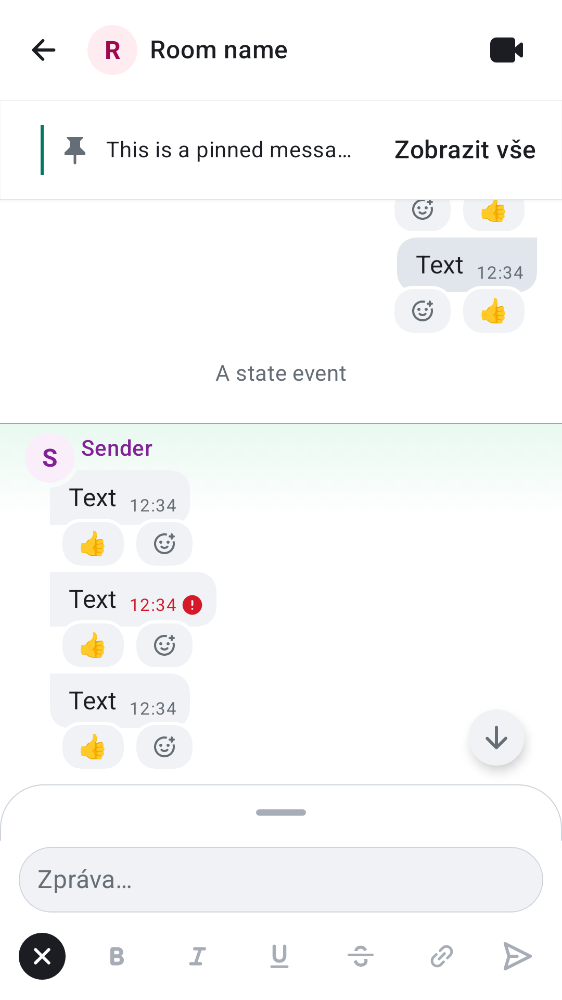 R Room name
This is a pinned messa… Zobrazit vše
Text 12:34
A state event
S Sender
Text 12:34
Text 12:34
Text 12:34
Zpráva…
B I U S